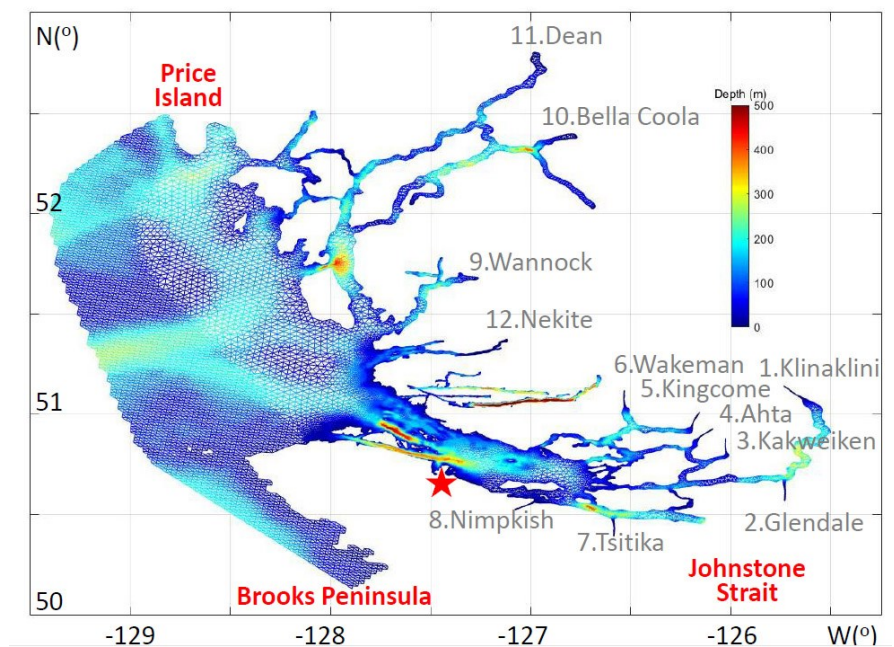 N(º)
11.Dean
Price
Island
Depth (m)
500
10.Bella Coola
400
300
52
200
9.Wannock
100
0
12.Nekite
6.Wakeman
1.Klinaklini
5.Kingcome
51
4.Ahta
3.Kakweiken
8.Nimpkish
2.Glendale
7.Tsitika
Johnstone
Strait
Brooks Peninsula
50
-129
-128
-127
-126
W(º)